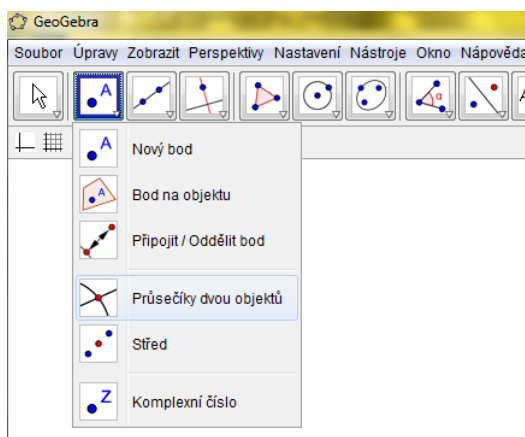 GeoGebra
Soubor Úpravy Zobrazit Perspektivy Nastavení Nástroje Okno Nápověda
A α A
A Nový bod
A Bod na objektu
Připojit / Oddělit bod
Průsečíky dvou objektů
Střed
Z Komplexní číslo